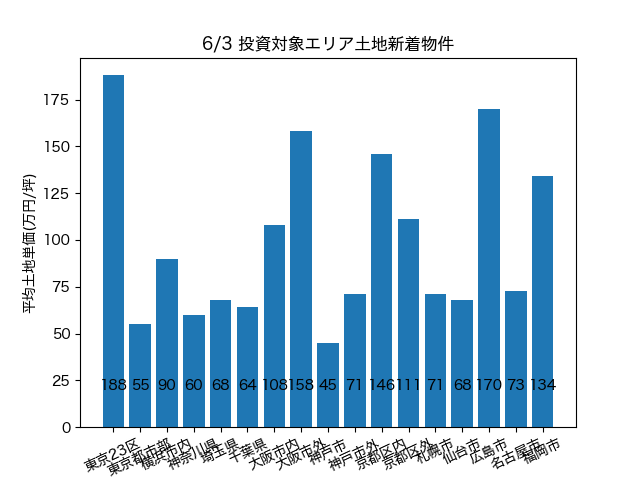 6/3 投資対象エリア土地新着物件
平均土地単価(万円/坪)
175
150
125
100
75
50
25
0
188 55 90 60 68 64 108 158 45 71 146 111 71 68 170 73 134
東京23区
東京都市部
横浜市内
神奈川県
埼玉県
千葉県
大阪市内
大阪市外
神戸市
神戸市外
京都区内
京都区外
札幌市
仙台市
広島市
名古屋市
福岡市